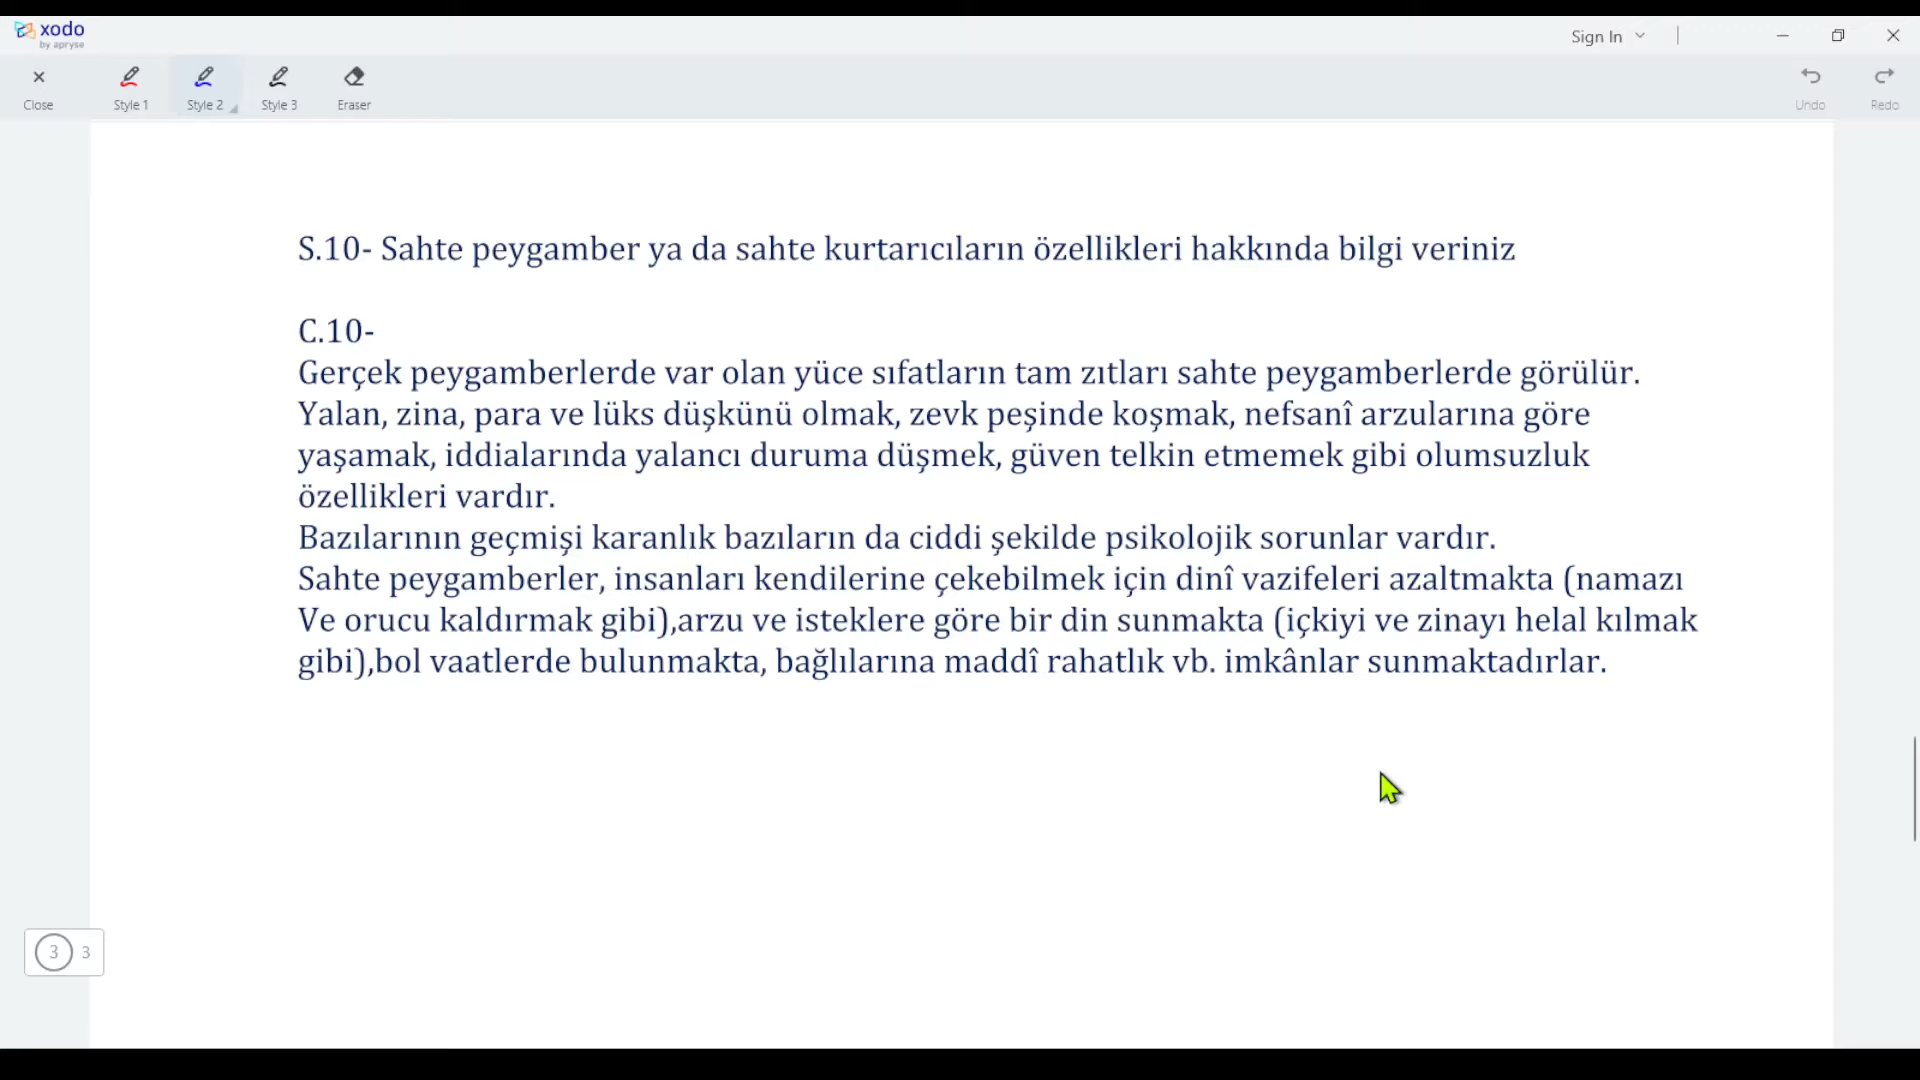 xodo
by apryse
Sign In
Close
Style 1
Style 2
Style 3
Eraser
Undo
Redo
S.10- Sahte peygamber ya da sahte kurtarıcıların özellikleri hakkında bilgi veriniz
C.10-
Gerçek peygamberlerde var olan yüce sıfatların tam zıtları sahte peygamberlerde görülür.
Yalan, zina, para ve lüks düşkünü olmak, zevk peşinde koşmak, nefsanî arzularına göre
yaşamak, iddialarında yalancı duruma düşmek, güven telkin etmemek gibi olumsuzluk
özellikleri vardır.
Bazılarının geçmişi karanlık bazıların da ciddi şekilde psikolojik sorunlar vardır.
Sahte peygamberler, insanları kendilerine çekebilmek için dinî vazifeleri azaltmakta (namazı
Ve orucu kaldırmak gibi),arzu ve isteklere göre bir din sunmakta (içkiyi ve zinayı helal kılmak
gibi),bol vaatlerde bulunmakta, bağlılarına maddî rahatlık vb. imkânlar sunmaktadırlar.
3 3